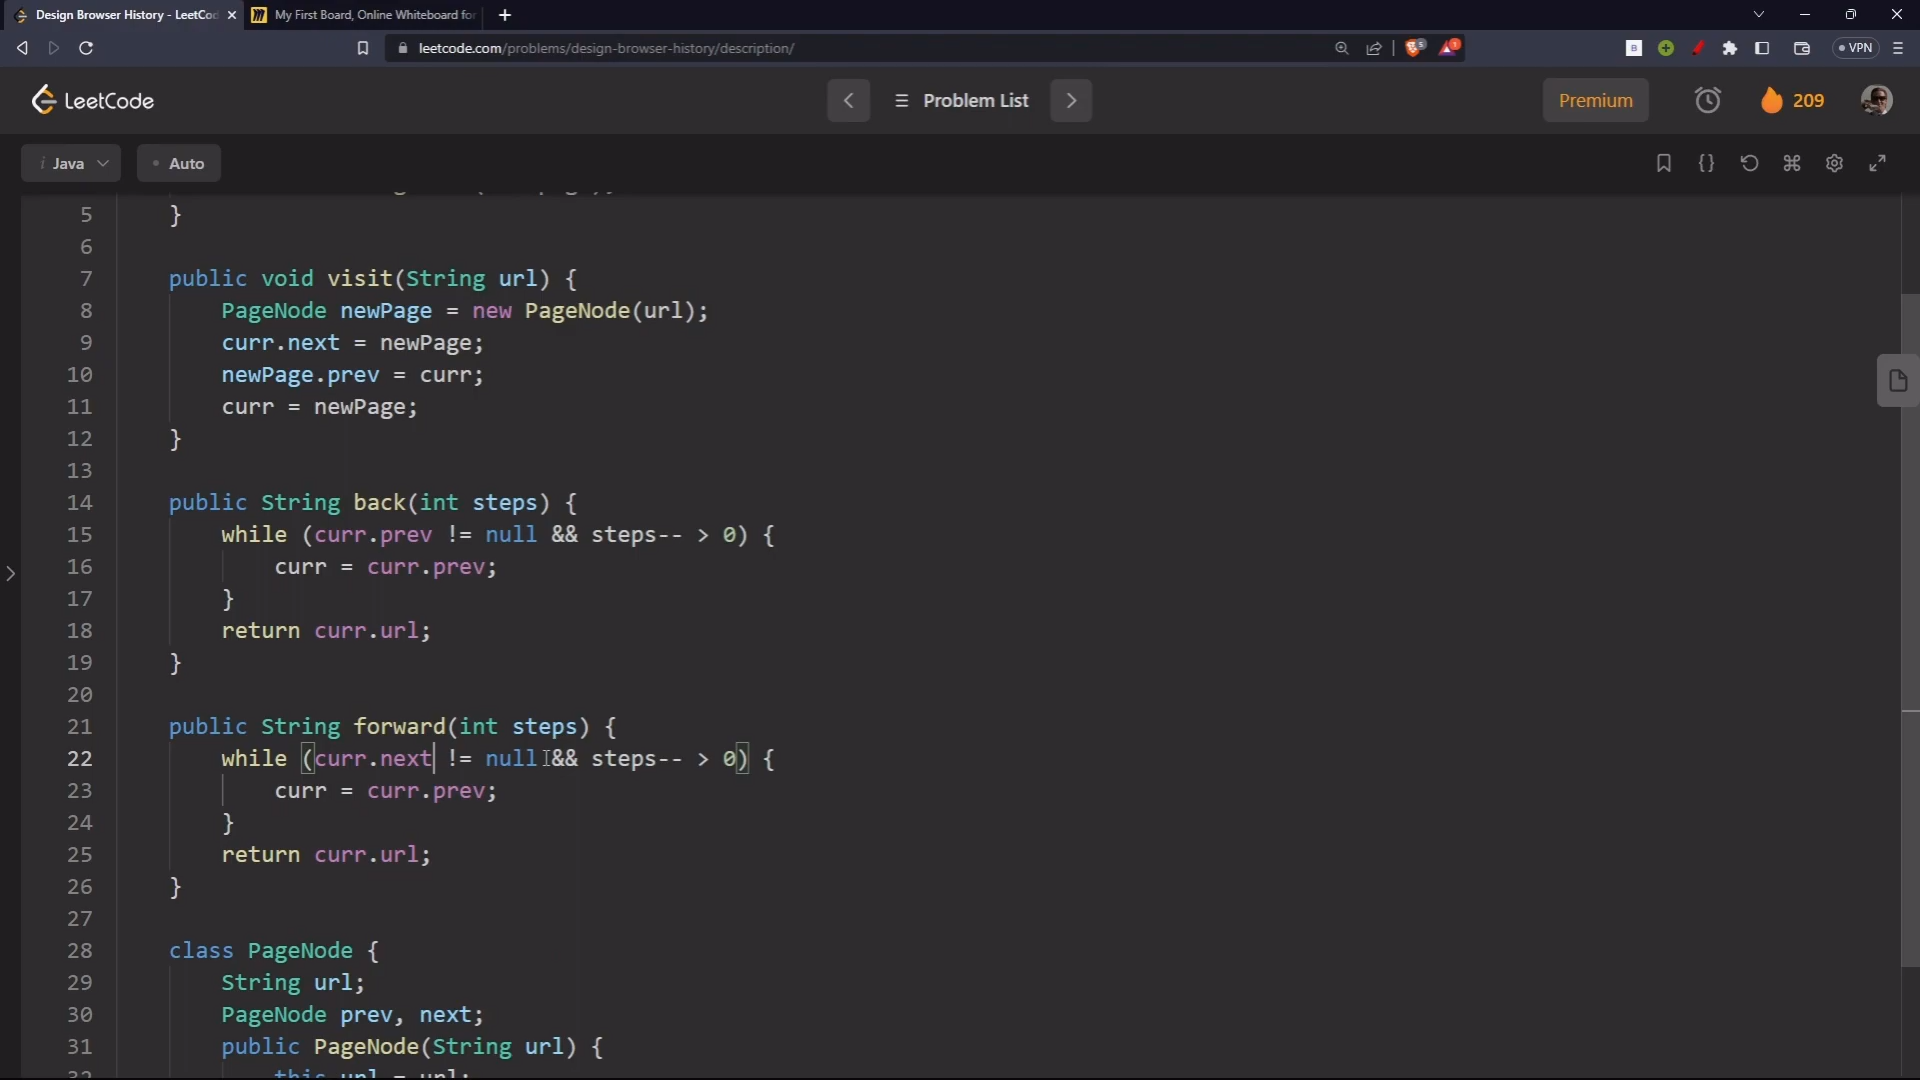 Design Browser History - LeetCo
My First Board, Online Whiteboard for
leetcode.com/problems/design-browser-history/description/
5
1
VPN
LeetCode
Problem List
Premium
209
i Java
Auto
5 }
6
7 public void visit(String url) {
8 PageNode newPage = new PageNode(url);
9 curr.next = newPage;
10 newPage.prev = curr;
11 curr = newPage;
12 }
13
14 public String back(int steps) {
15 while (curr.prev != null && steps-- > 0) {
16 curr = curr.prev;
17 }
18 return curr.url;
19 }
20
21 public String forward(int steps) {
22 while (curr.next != null && steps-- > 0) {
23 curr = curr.prev;
24 }
25 return curr.url;
26 }
27
28 class PageNode {
29 String url;
30 PageNode prev, next;
31 public PageNode(String url) {
32 this.url = url;